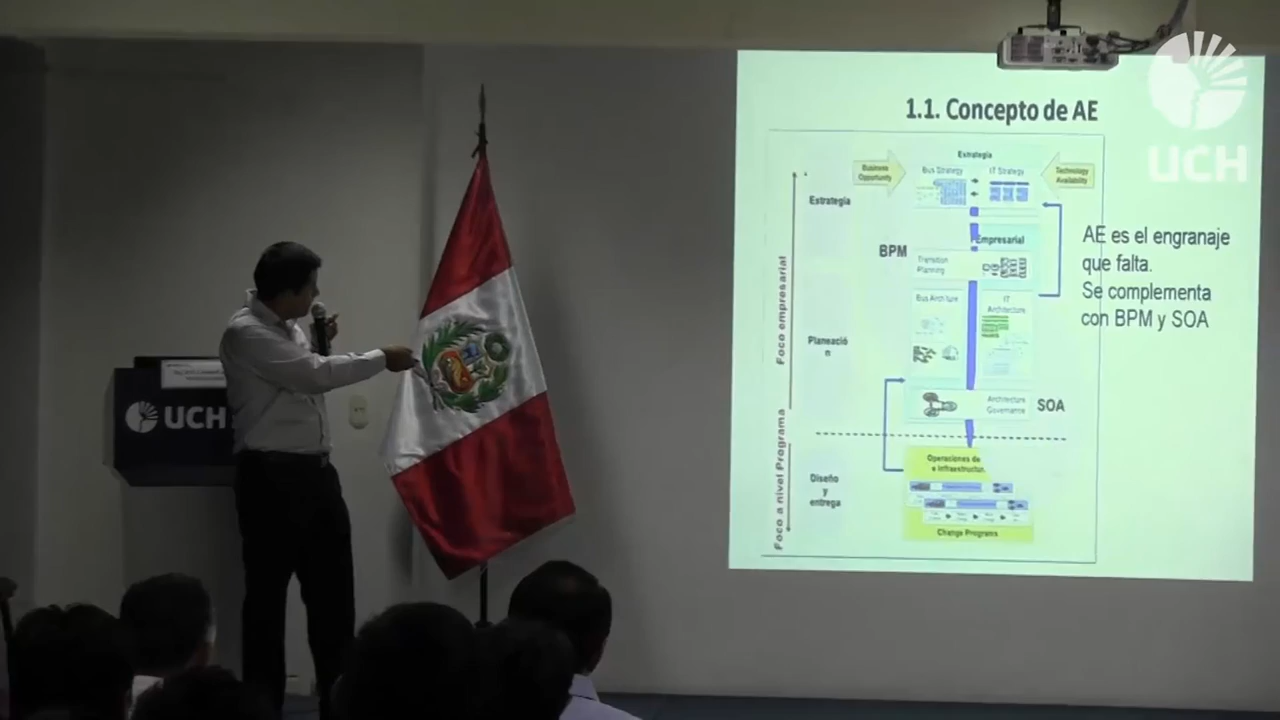 UCH
UCH
1.1. Concepto de AE
Estrategia
Business
Opportunity
Bus Strategy
IT Strategy
Technology
Availability
Estrategia
Empresarial
BPM
Transition
Planning
AE es el engranaje
que falta.
Se complementa
con BPM y SOA
Foco empresarial
Bus Architure
IT
Architecture
Planeació
n
Architecture
Governance
SOA
Foco a nivel Programa
Operaciones de
e Infraestructur
Diseño
y
entrega
Change Programs